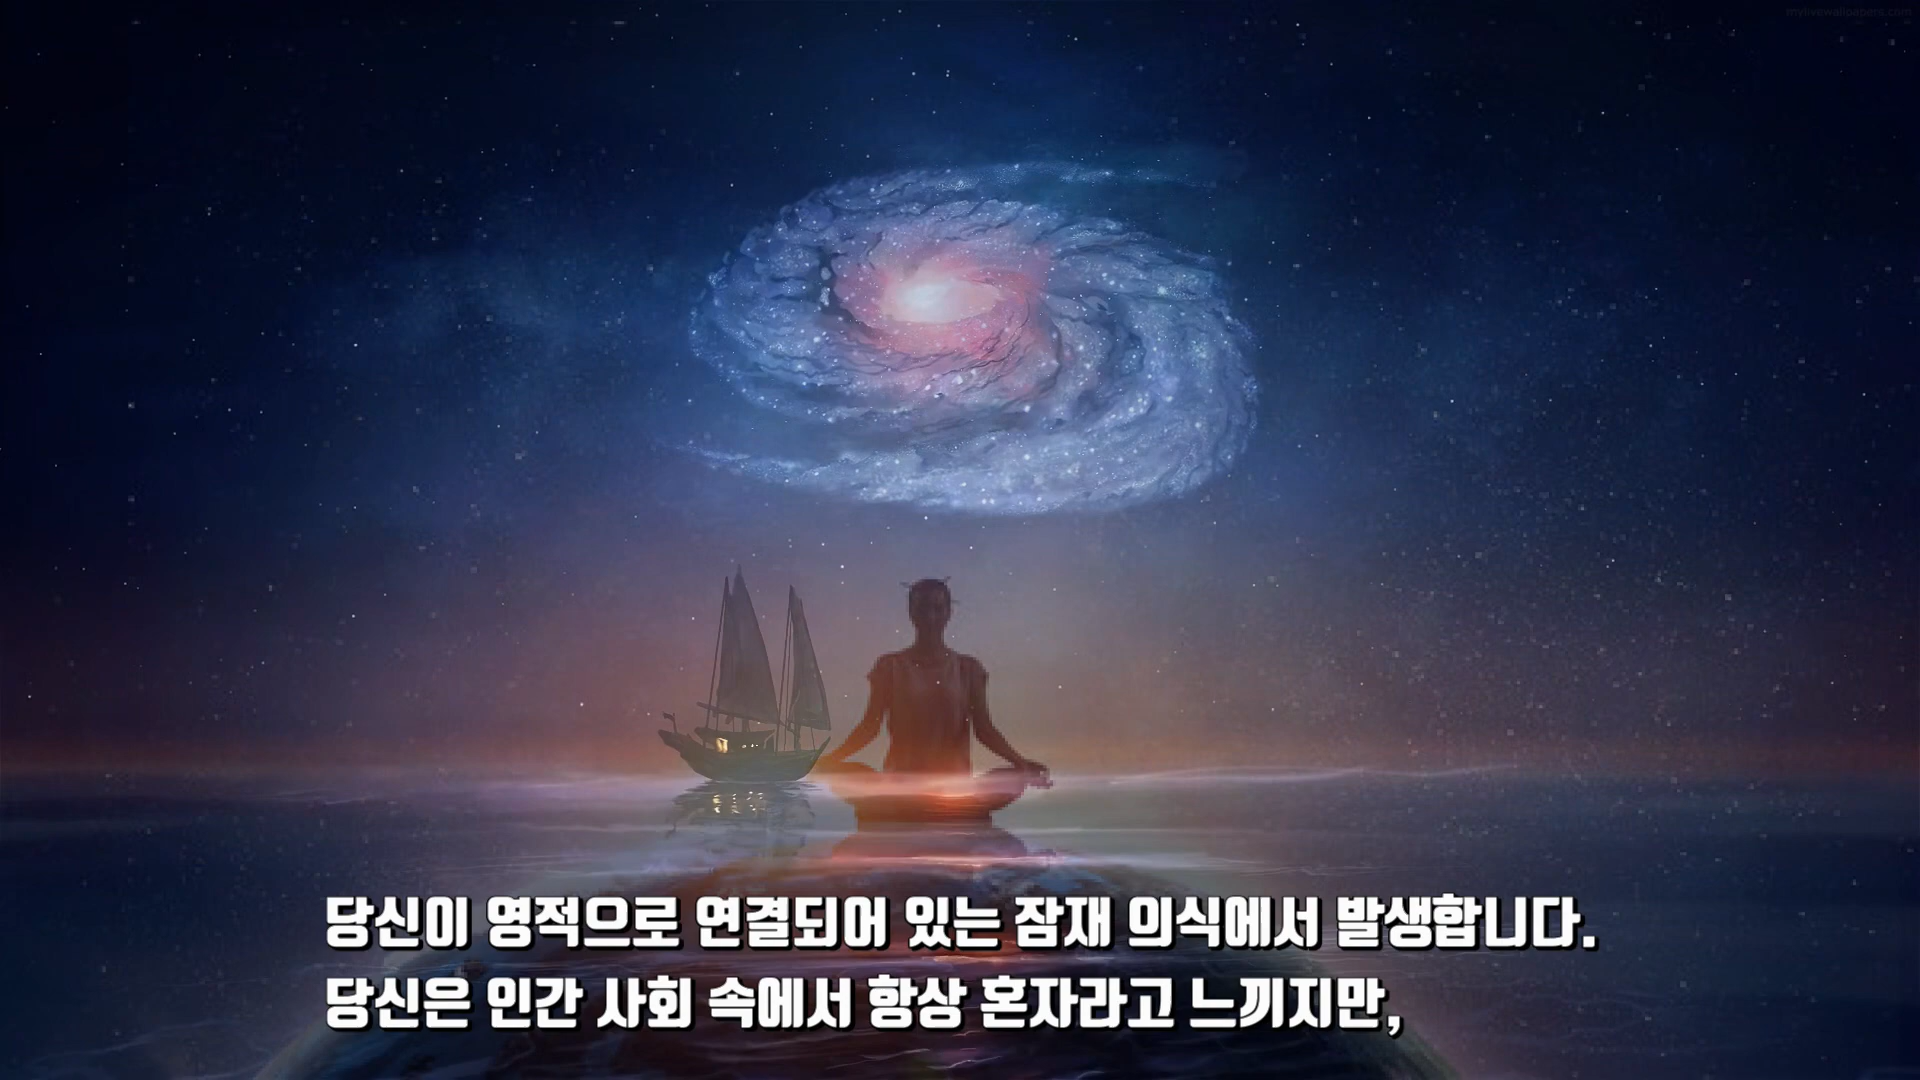 mylivewallpapers.com
당신이 영적으로 연결되어 있는 잠재 의식에서 발생합니다.
당신은 인간 사회 속에서 항상 혼자라고 느끼지만,